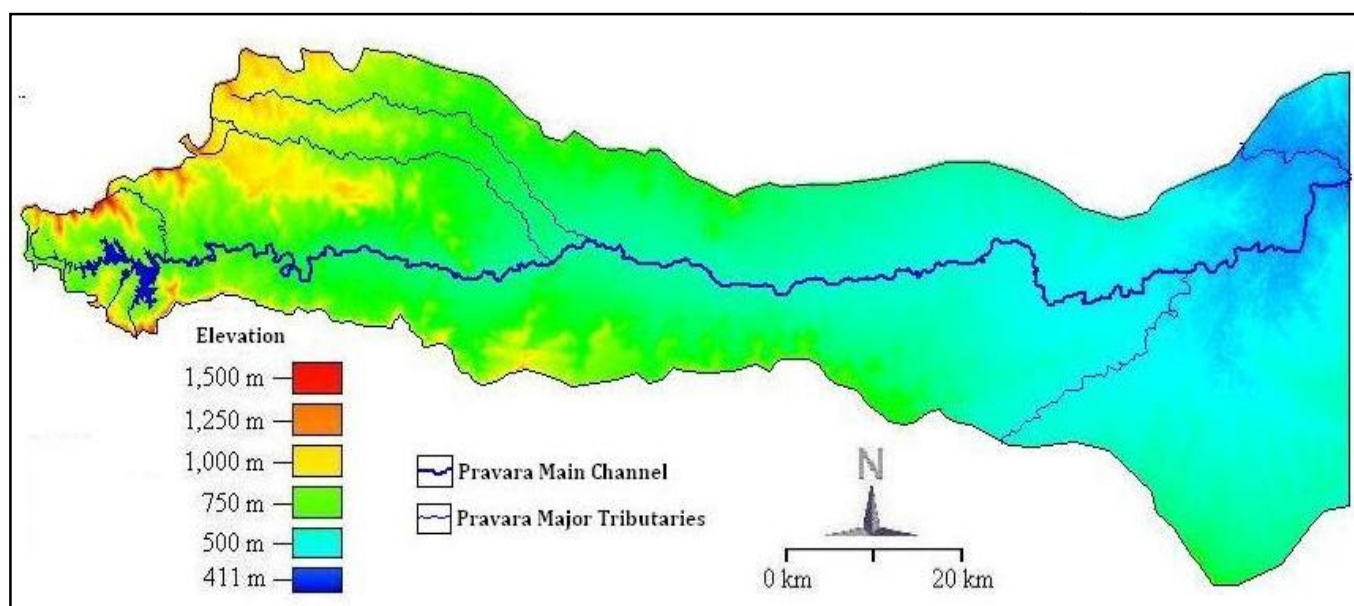 Elevation
1,500 m
1,250 m
1,000 m
750 m
500 m
411 m
Pravara Main Channel
Pravara Major Tributaries
N
0 km 20 km